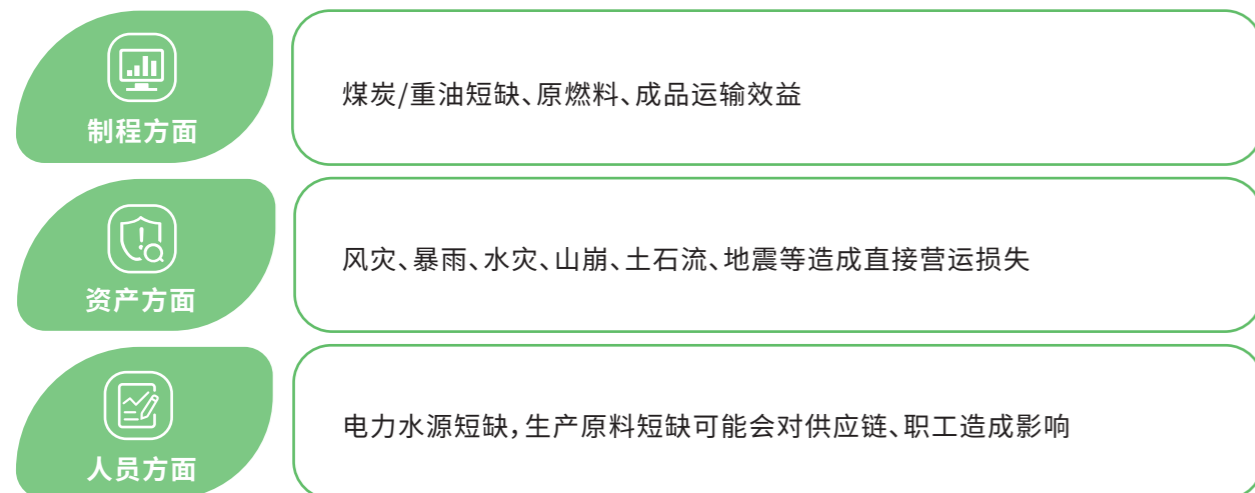 制程方面
煤炭/重油短缺、原燃料、成品运输效益
资产方面
风灾、暴雨、水灾、山崩、土石流、地震等造成直接营运损失
人员方面
电力水源短缺，生产原料短缺可能会对供应链、职工造成影响